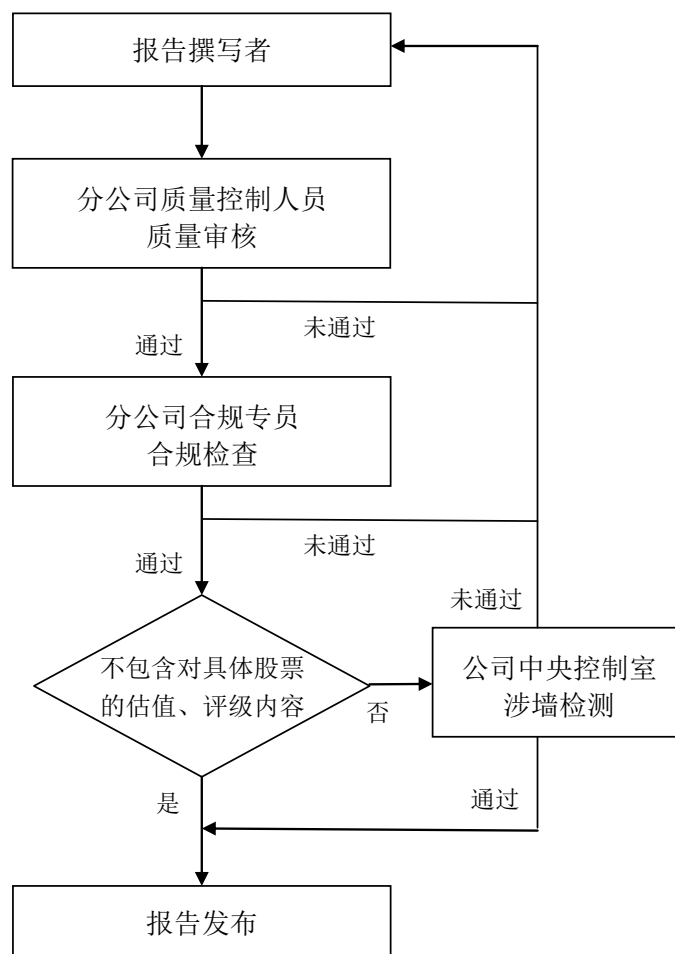 报告撰写者
分公司质量控制人员
质量审核
未通过
通过
分公司合规专员
合规检查
未通过
通过
未通过
不包含对具体股票
的估值、评级内容
否
公司中央控制室
涉墙检测
是
通过
报告发布